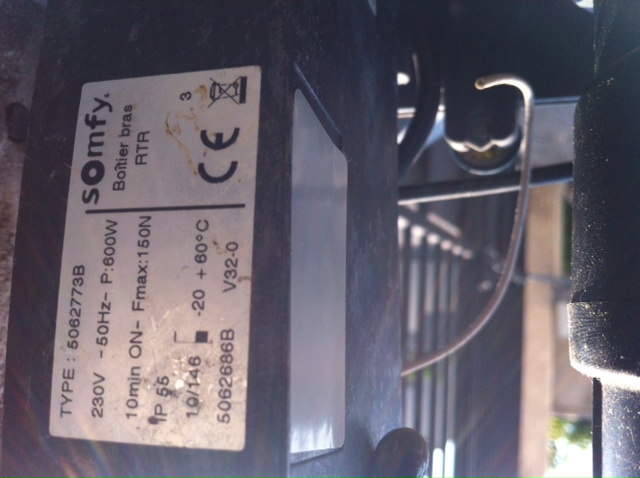 somfy.
Boîtier bras
RTR
3
CE
TYPE : 5062773B
230V - 50Hz- P:600W
10min ON- Fmax:150N
IP 55
10/146 -20 +60°C
5062686B V32-0